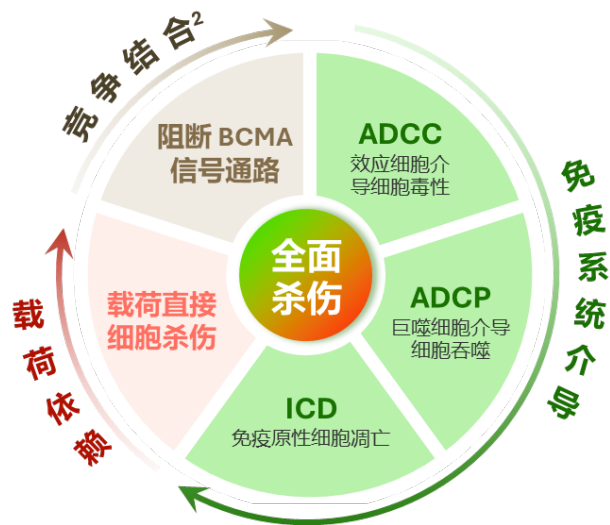 竞争结合²
阻断 BCMA
信号通路
ADCC
效应细胞介
导细胞毒性
免疫系统介导
全面
杀伤
ADCP
巨噬细胞介导
细胞吞噬
载荷直接
细胞杀伤
载荷依赖
ICD
免疫原性细胞凋亡